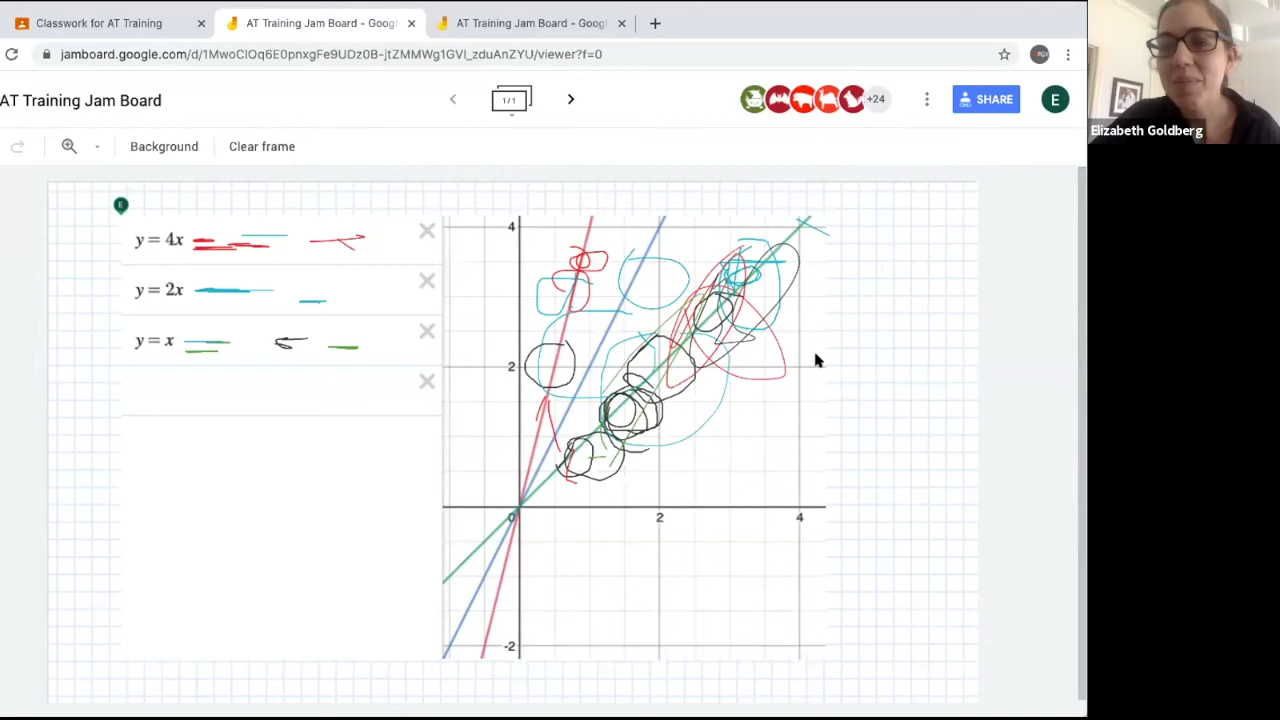 Classwork for AT Training
AT Training Jam Board - Goog
AT Training Jam Board - Goog
jamboard.google.com/d/1MwoClOq6E0pnxgFe9UDz0B-jtZMMWg1GVl_zduAnZYU/viewer?f=0
AT Training Jam Board
1/1
+24
SHARE
E
Elizabeth Goldberg
Background
Clear frame
E
y = 4x
y = 2x
y = x
4
2
0
2
4
-2